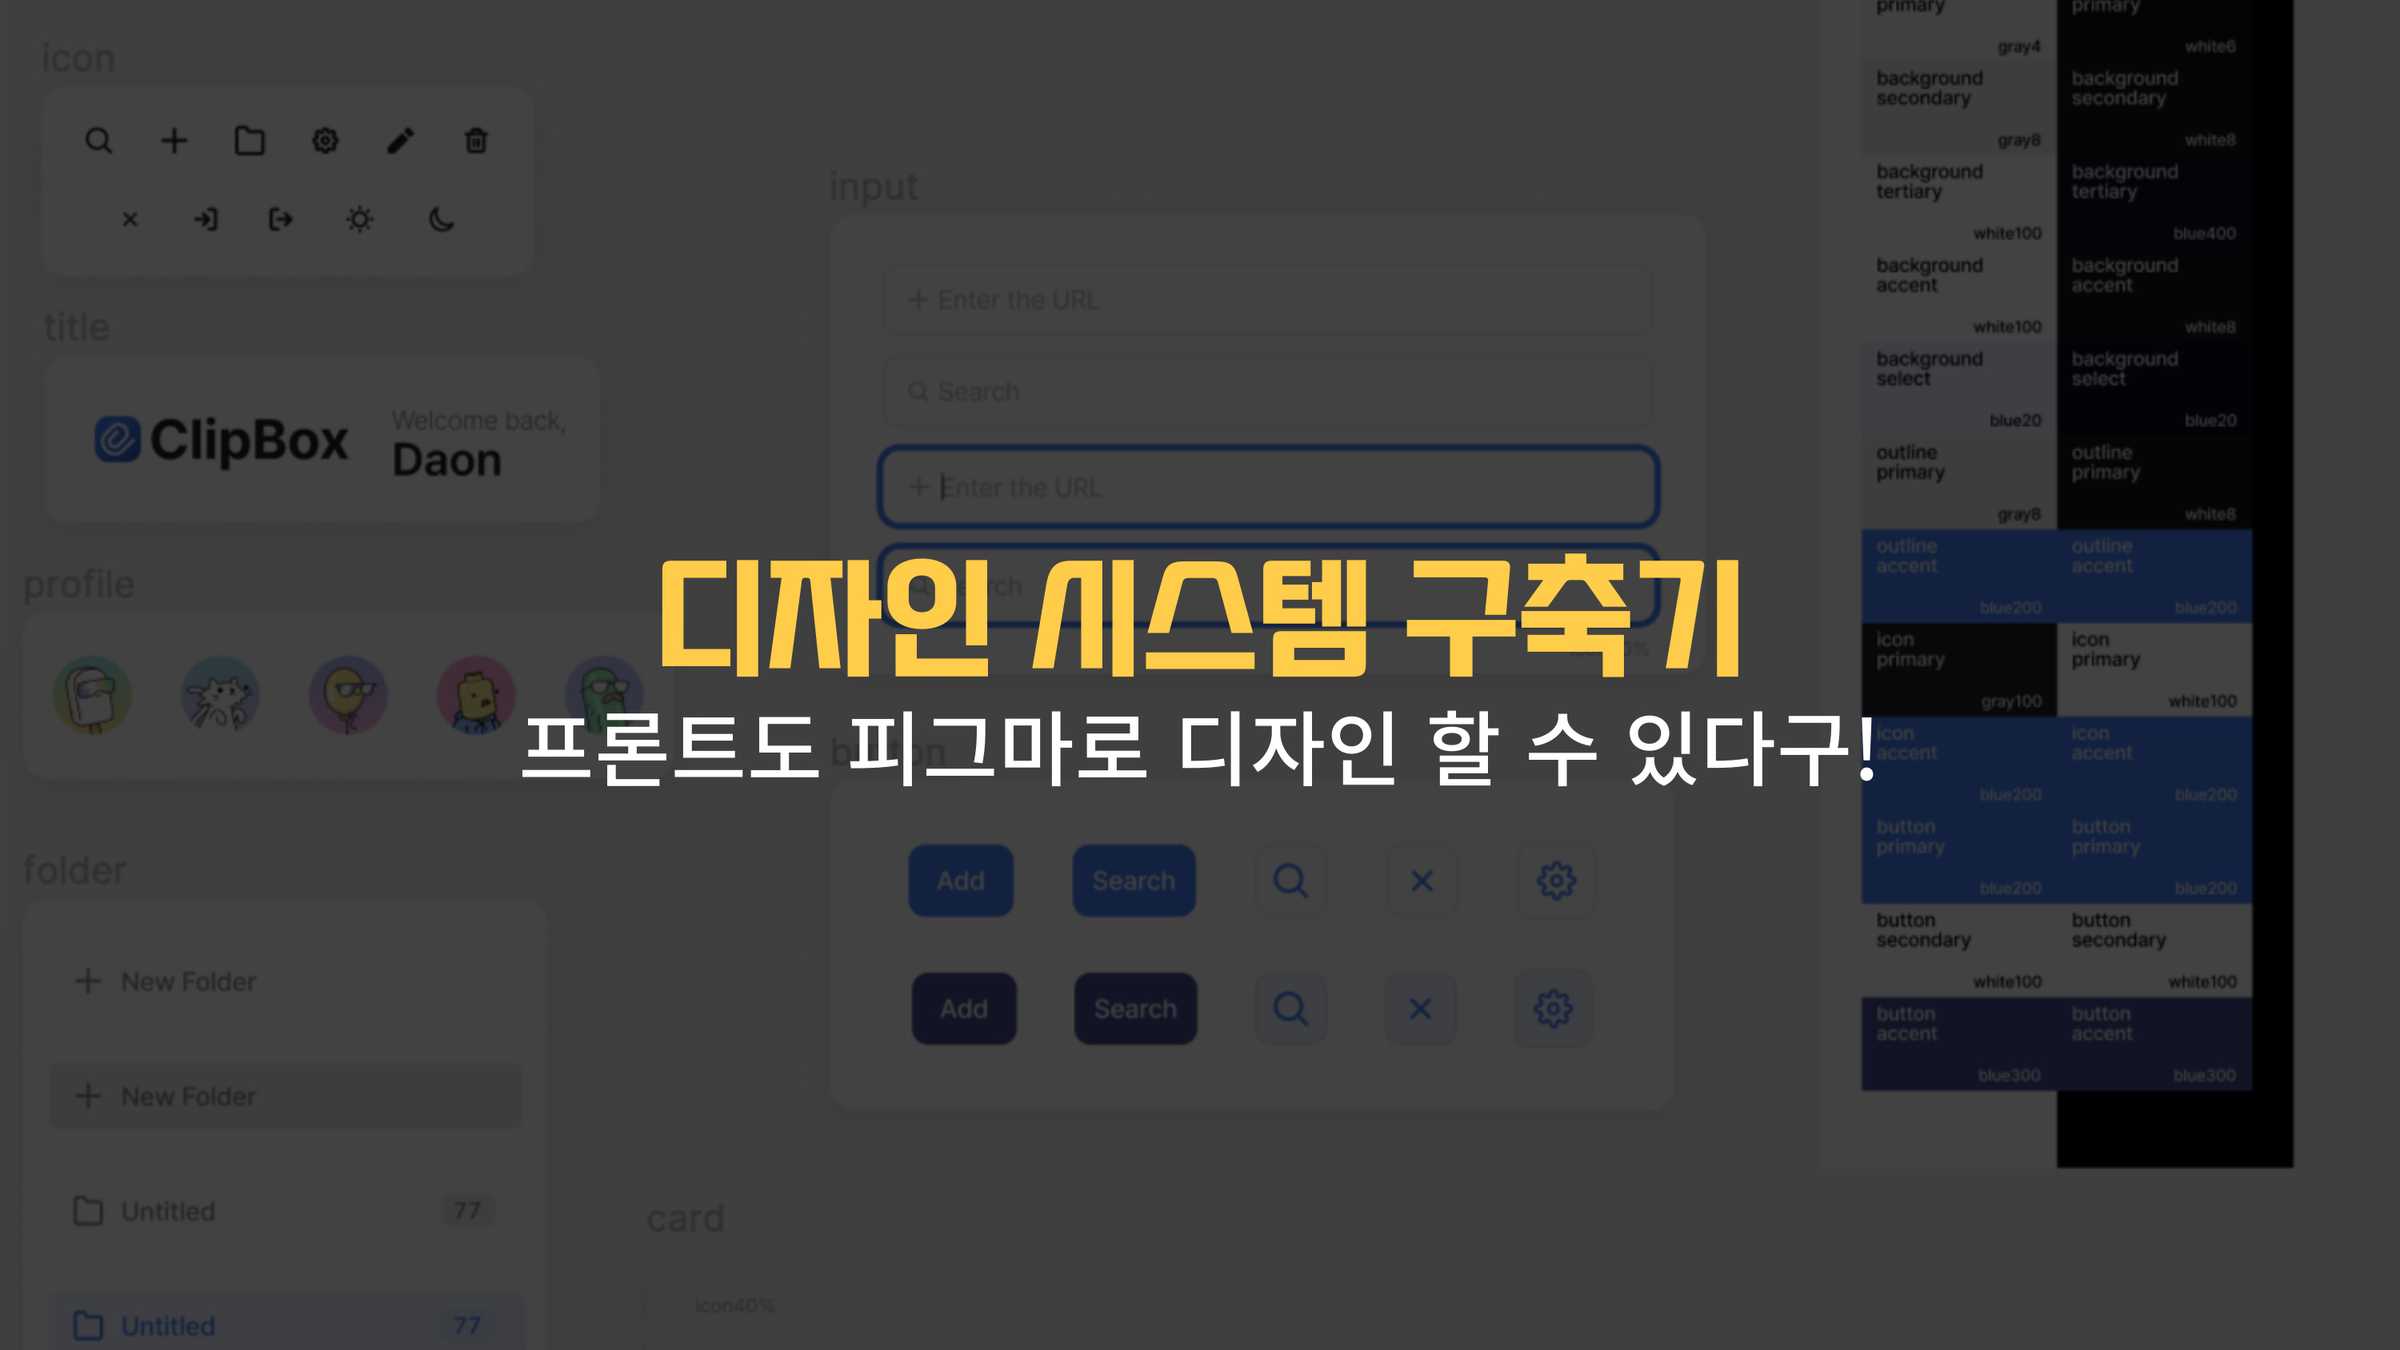 icon
title
ClipBox
Welcome back,
Daon
profile
folder
New Folder
New Folder
Untitled
77
Untitled
77
input
Enter the URL
Search
Enter the URL
디자인 시스템 구축기
프론트도 피그마로 디자인 할 수 있다구!
button
Add
Search
Add
Search
card
icon40%
primary
primary
gray4
white6
background
secondary
gray8
background
secondary
white8
background
tertiary
white100
background
tertiary
blue400
background
accent
white100
background
accent
white8
background
select
blue20
background
select
blue20
outline
primary
gray8
outline
primary
white8
outline
accent
blue200
outline
accent
blue200
icon
primary
gray100
icon
primary
white100
icon
accent
blue200
icon
accent
blue200
button
primary
blue200
button
primary
blue200
button
secondary
white100
button
secondary
white100
button
accent
blue300
button
accent
blue300